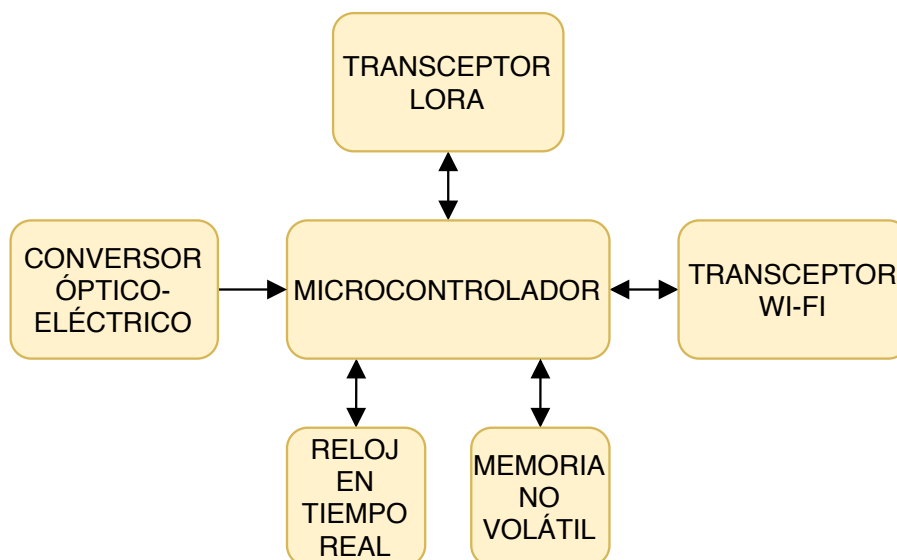 TRANSCEPTOR
LORA
CONVERSOR
ÓPTICO-
ELÉCTRICO
MICROCONTROLADOR
TRANSCEPTOR
WI-FI
RELOJ
EN
TIEMPO
REAL
MEMORIA
NO
VOLÁTIL